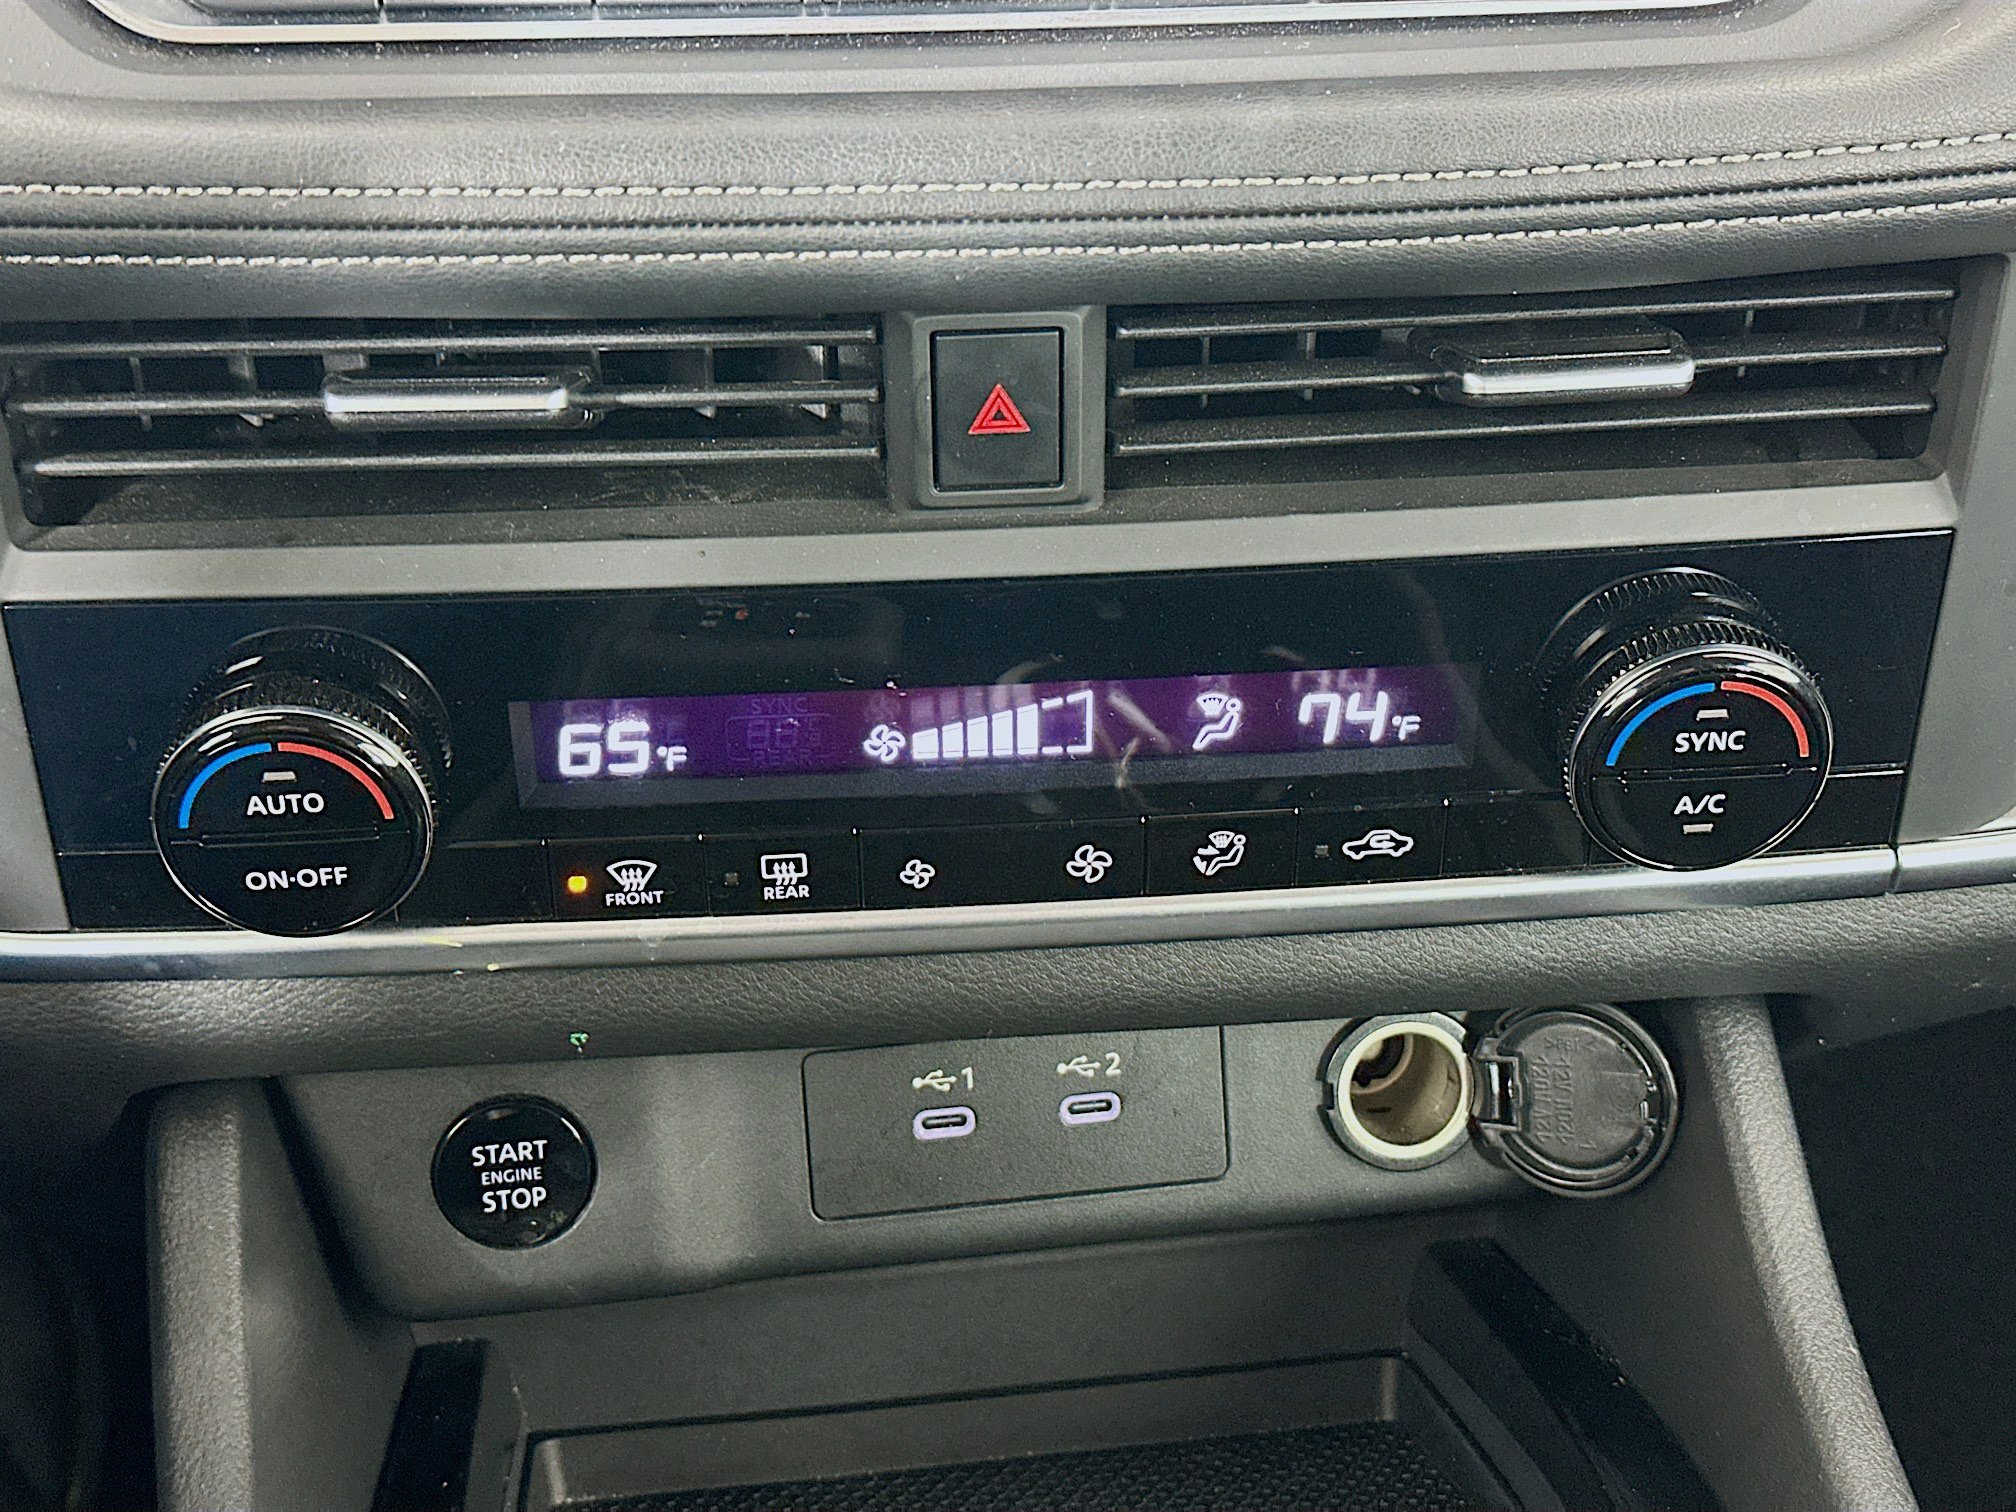 SYNC
65°F
74°F
SYNC
AUTO
A/C
ON·OFF
FRONT
REAR
1
2
START
ENGINE
STOP